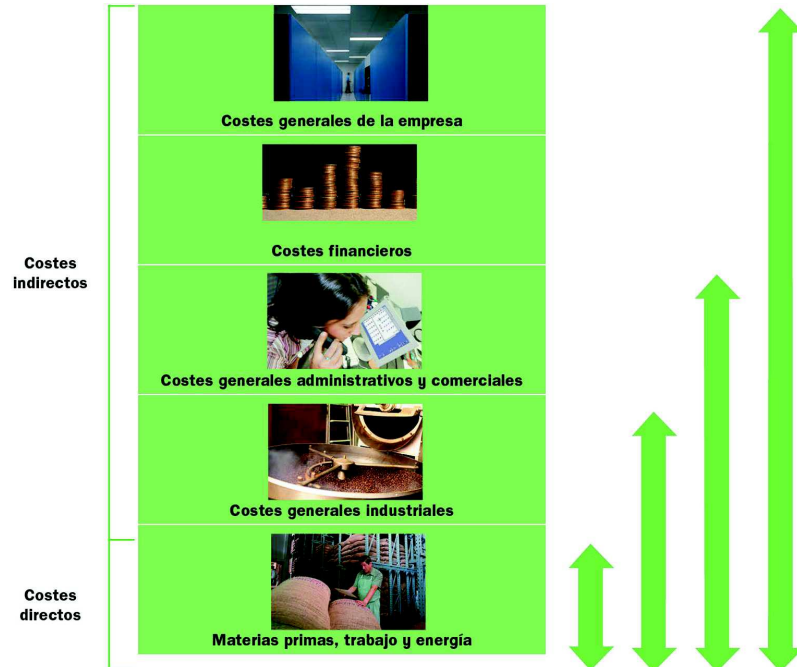 Costes generales de la empresa
Costes financieros
Costes
indirectos
Costes generales administrativos y comerciales
Costes generales industriales
Costes
directos
Materias primas, trabajo y energía